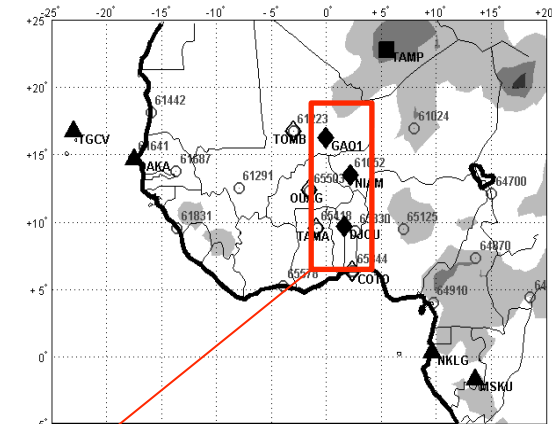 −25° −20° −15° −10° −5° 0° +5° +10° +15° +20
+25°
TAMP
+20°
61442 61223 61024
TGCV TOMB GAO1
+15° 61641 61687 61052
DAKA 61291 65503 NIAM 64700
OUAG
+10° 61831 65418 65330 65125
TAMA DJOU
65344 64870
COTO
+5° 65578 64910 64
0° NKLG
MSKU
5°